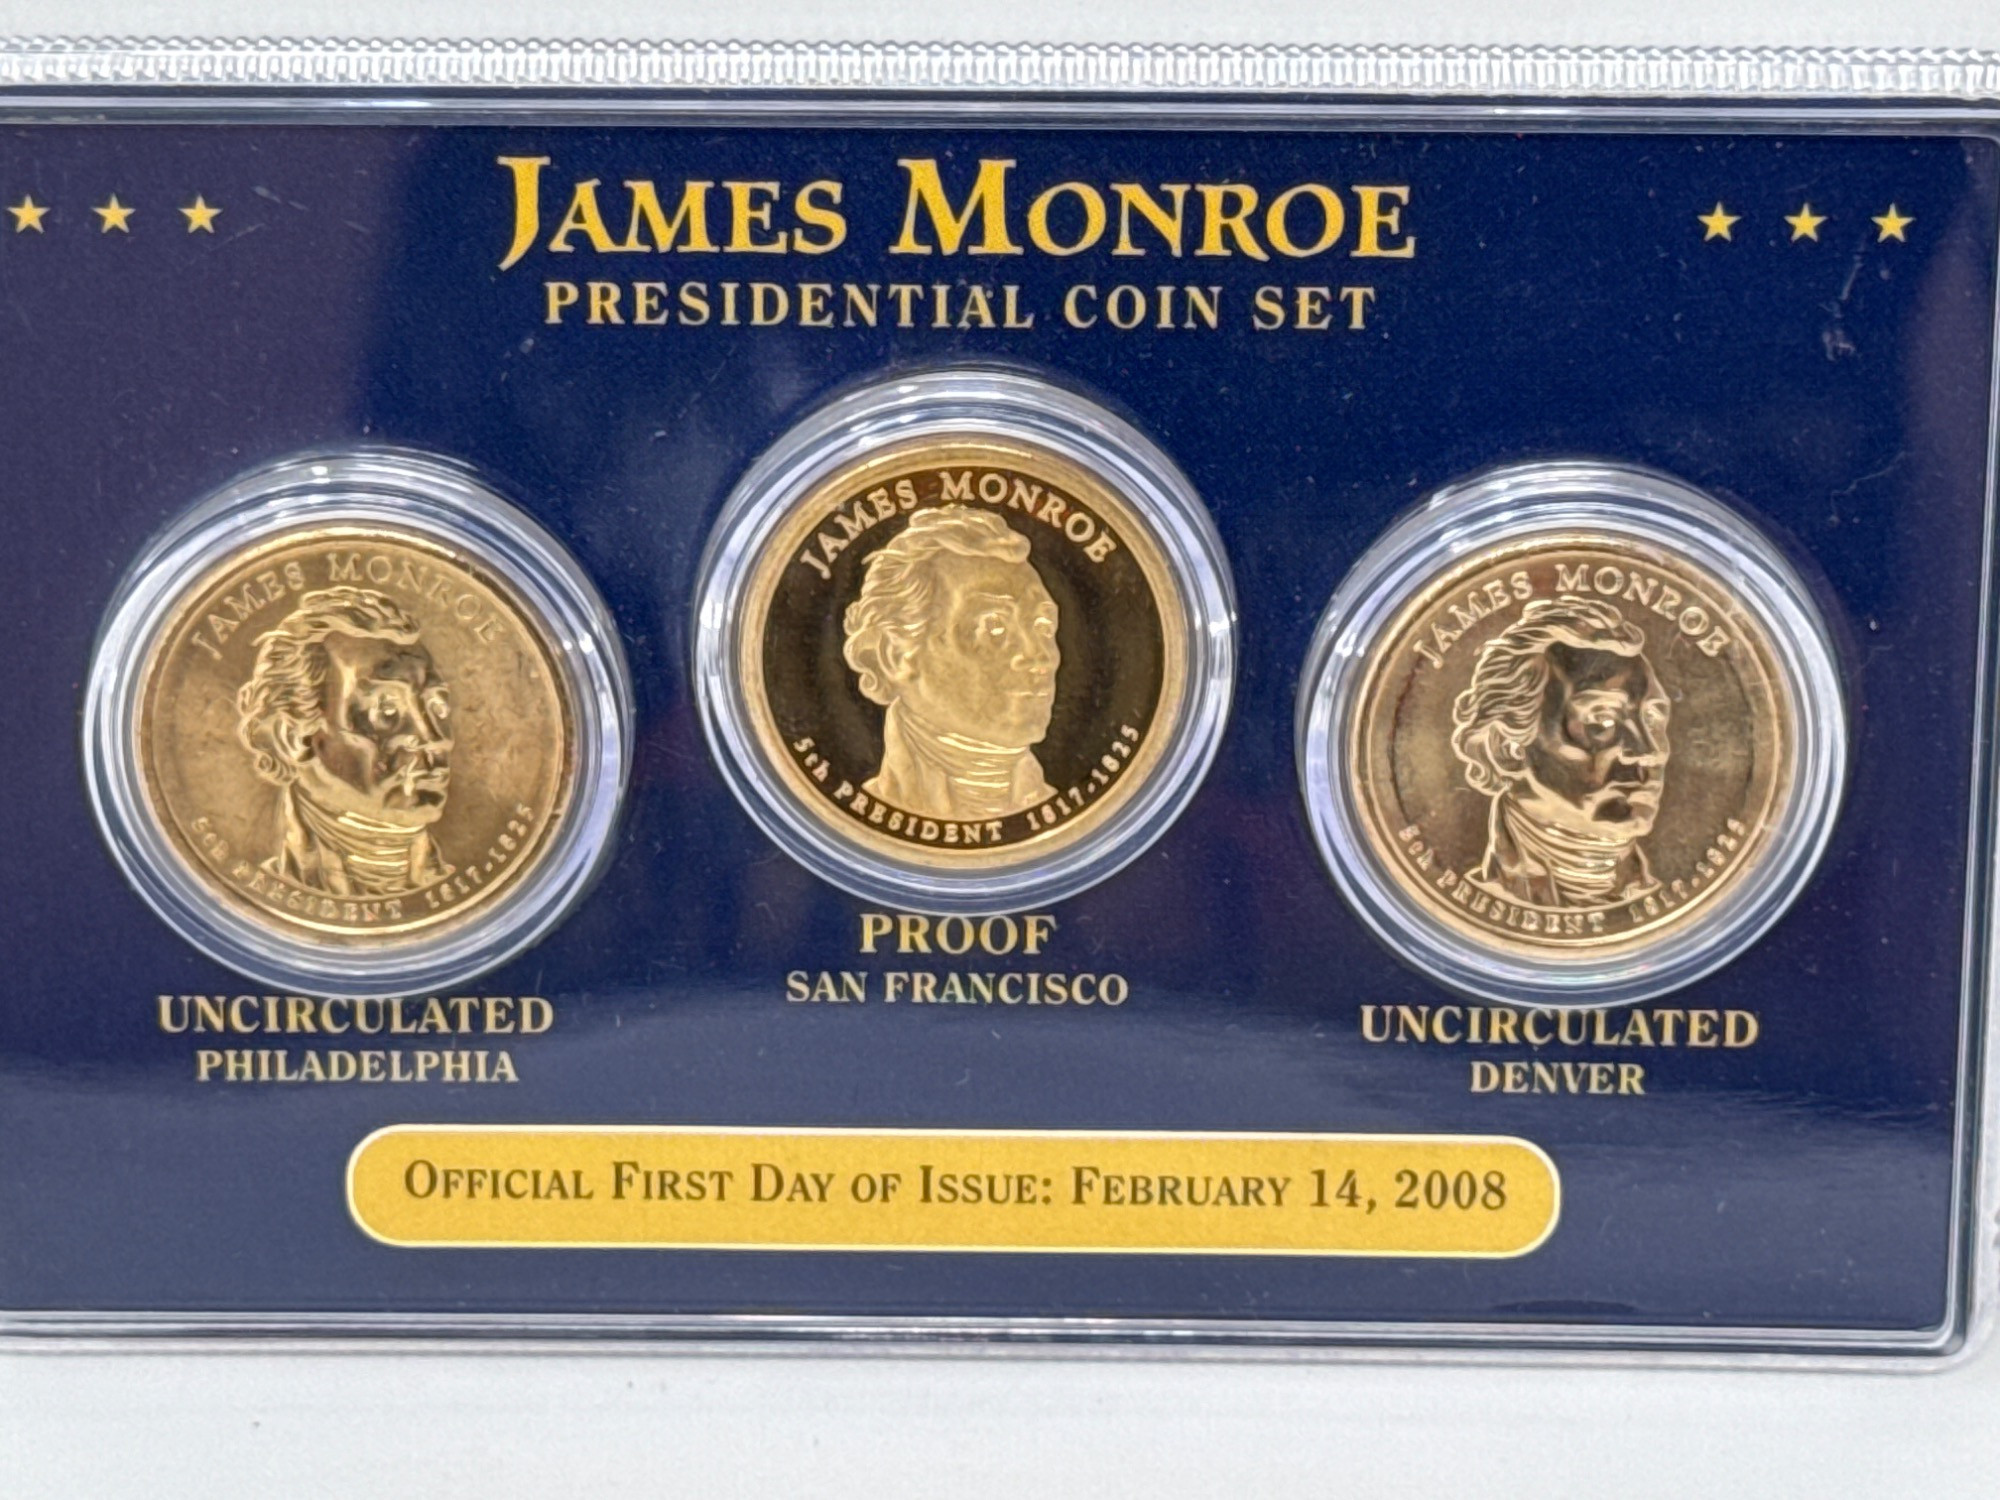 JAMES MONROE
PRESIDENTIAL COIN SET
JAMES MONROE
5th PRESIDENT 1817-1825
JAMES MONROE
5th PRESIDENT 1817-1825
JAMES MONROE
5th PRESIDENT 1817-1825
UNCIRCULATED
PHILADELPHIA
PROOF
SAN FRANCISCO
UNCIRCULATED
DENVER
OFFICIAL FIRST DAY OF ISSUE: FEBRUARY 14, 2008